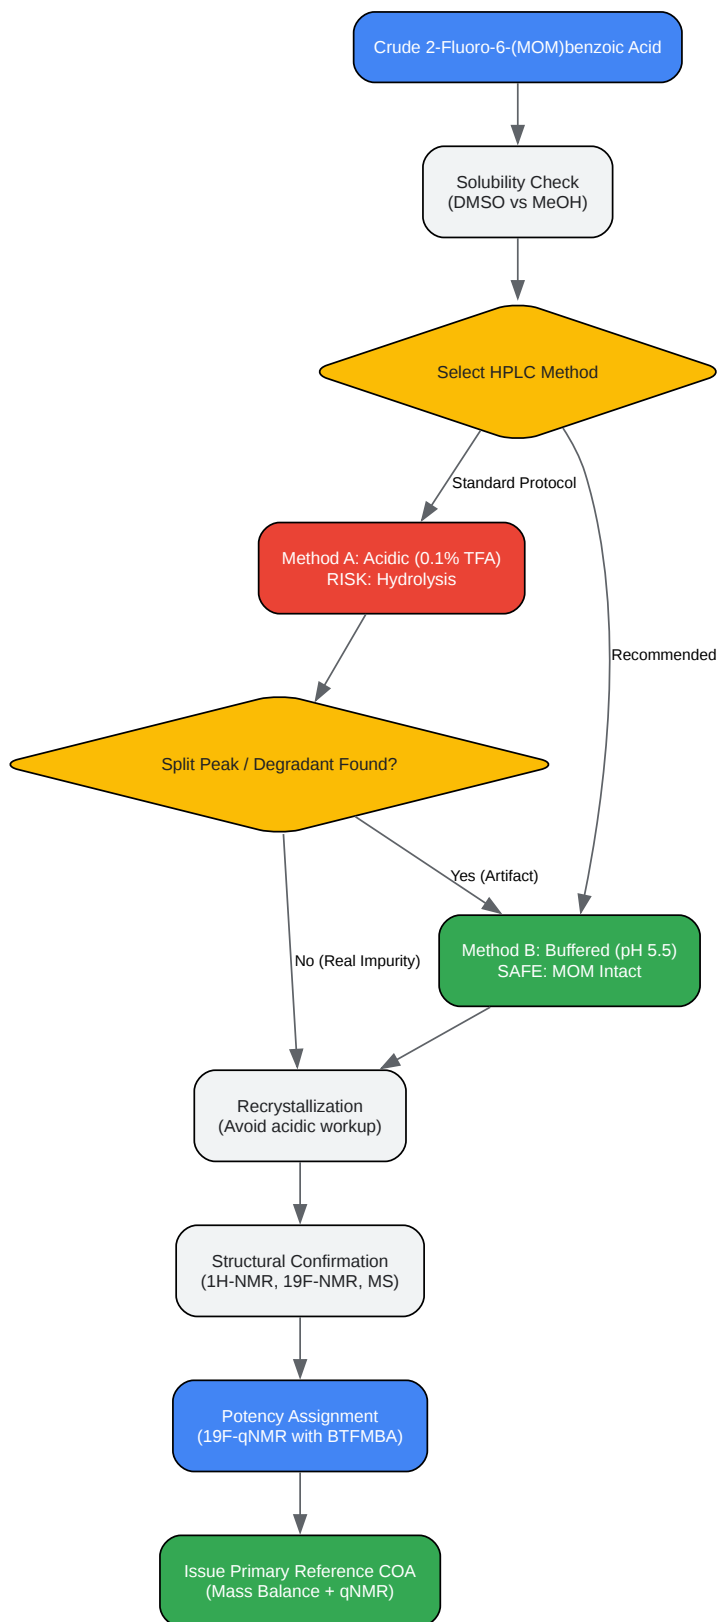 Crude 2-Fluoro-6-(MOM)benzoic Acid
Solubility Check
(DMSO vs MeOH)
Select HPLC Method
Standard Protocol
Method A: Acidic (0.1% TFA)
RISK: Hydrolysis
Recommended
Split Peak / Degradant Found?
Yes (Artifact)
Method B: Buffered (pH 5.5)
SAFE: MOM Intact
No (Real Impurity)
Recrystallization
(Avoid acidic workup)
Structural Confirmation
(1H-NMR, 19F-NMR, MS)
Potency Assignment
(19F-qNMR with BTFMBA)
Issue Primary Reference COA
(Mass Balance + qNMR)